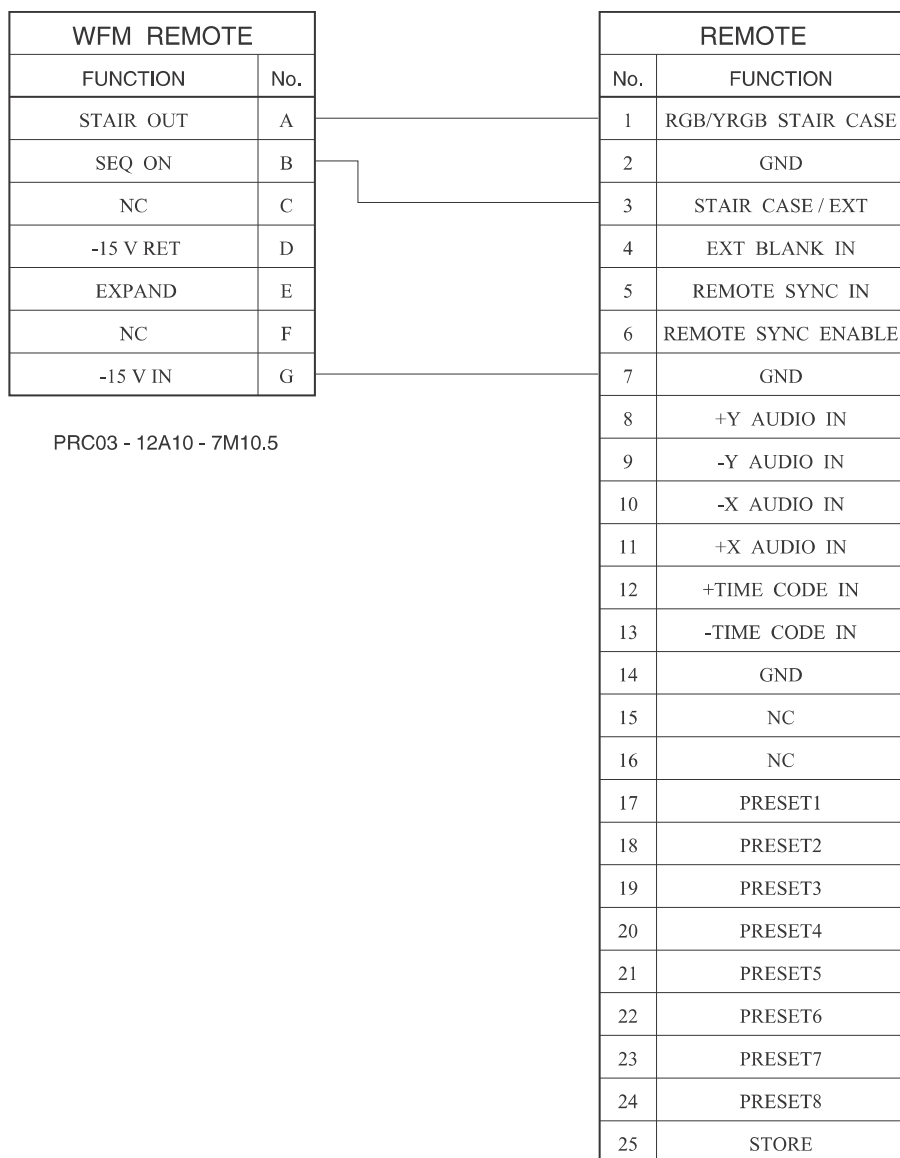 WFM REMOTE
FUNCTION No.
STAIR OUT A
SEQ ON B
NC C
-15 V RET D
EXPAND E
NC F
-15 V IN G
PRC03 - 12A10 - 7M10.5
REMOTE
No. FUNCTION
1 RGB/YRGB STAIR CASE
2 GND
3 STAIR CASE / EXT
4 EXT BLANK IN
5 REMOTE SYNC IN
6 REMOTE SYNC ENABLE
7 GND
8 +Y AUDIO IN
9 -Y AUDIO IN
10 -X AUDIO IN
11 +X AUDIO IN
12 +TIME CODE IN
13 -TIME CODE IN
14 GND
15 NC
16 NC
17 PRESET1
18 PRESET2
19 PRESET3
20 PRESET4
21 PRESET5
22 PRESET6
23 PRESET7
24 PRESET8
25 STORE